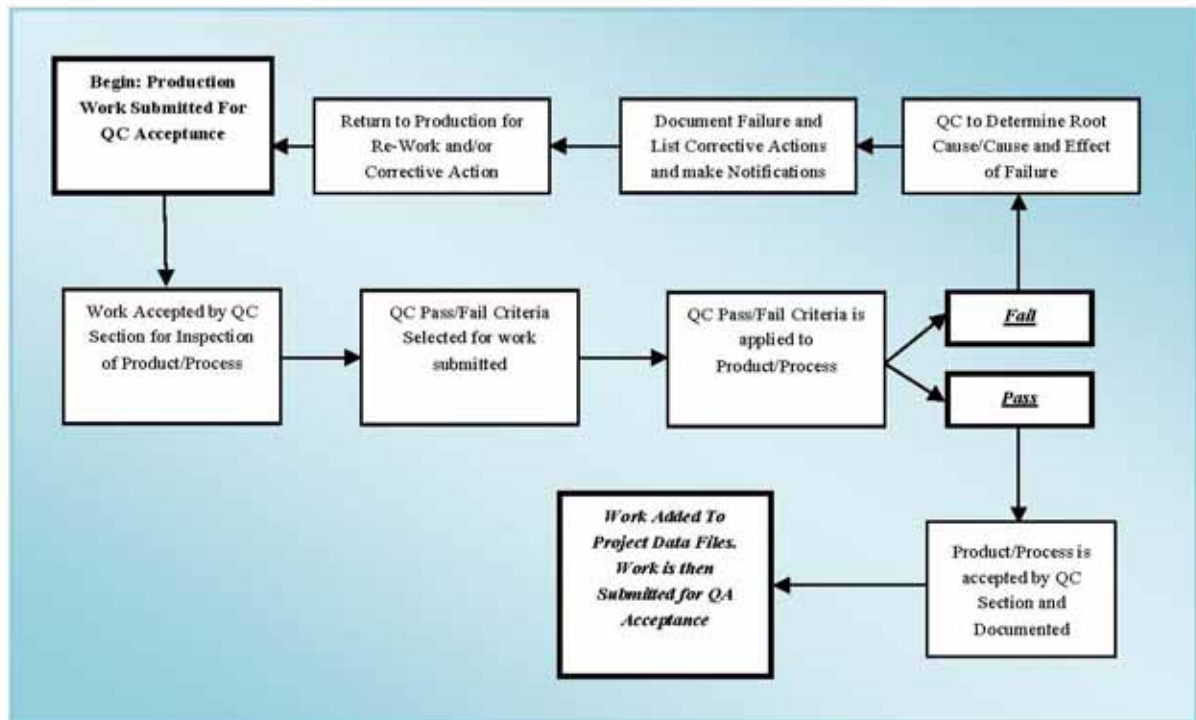 Begin: Production
Work Submitted For
QC Acceptance
Return to Production for
Re-Work and/or
Corrective Action
Document Failure and
List Corrective Actions
and make Notifications
QC to Determine Root
Cause/Cause and Effect
of Failure
Work Accepted by QC
Section for Inspection
of Product/Process
QC Pass/Fail Criteria
Selected for work
submitted
QC Pass/Fail Criteria is
applied to
Product/Process
Fail
Pass
Work Added To
Project Data Files.
Work is then
Submitted for QA
Acceptance
Product/Process is
accepted by QC
Section and
Documented